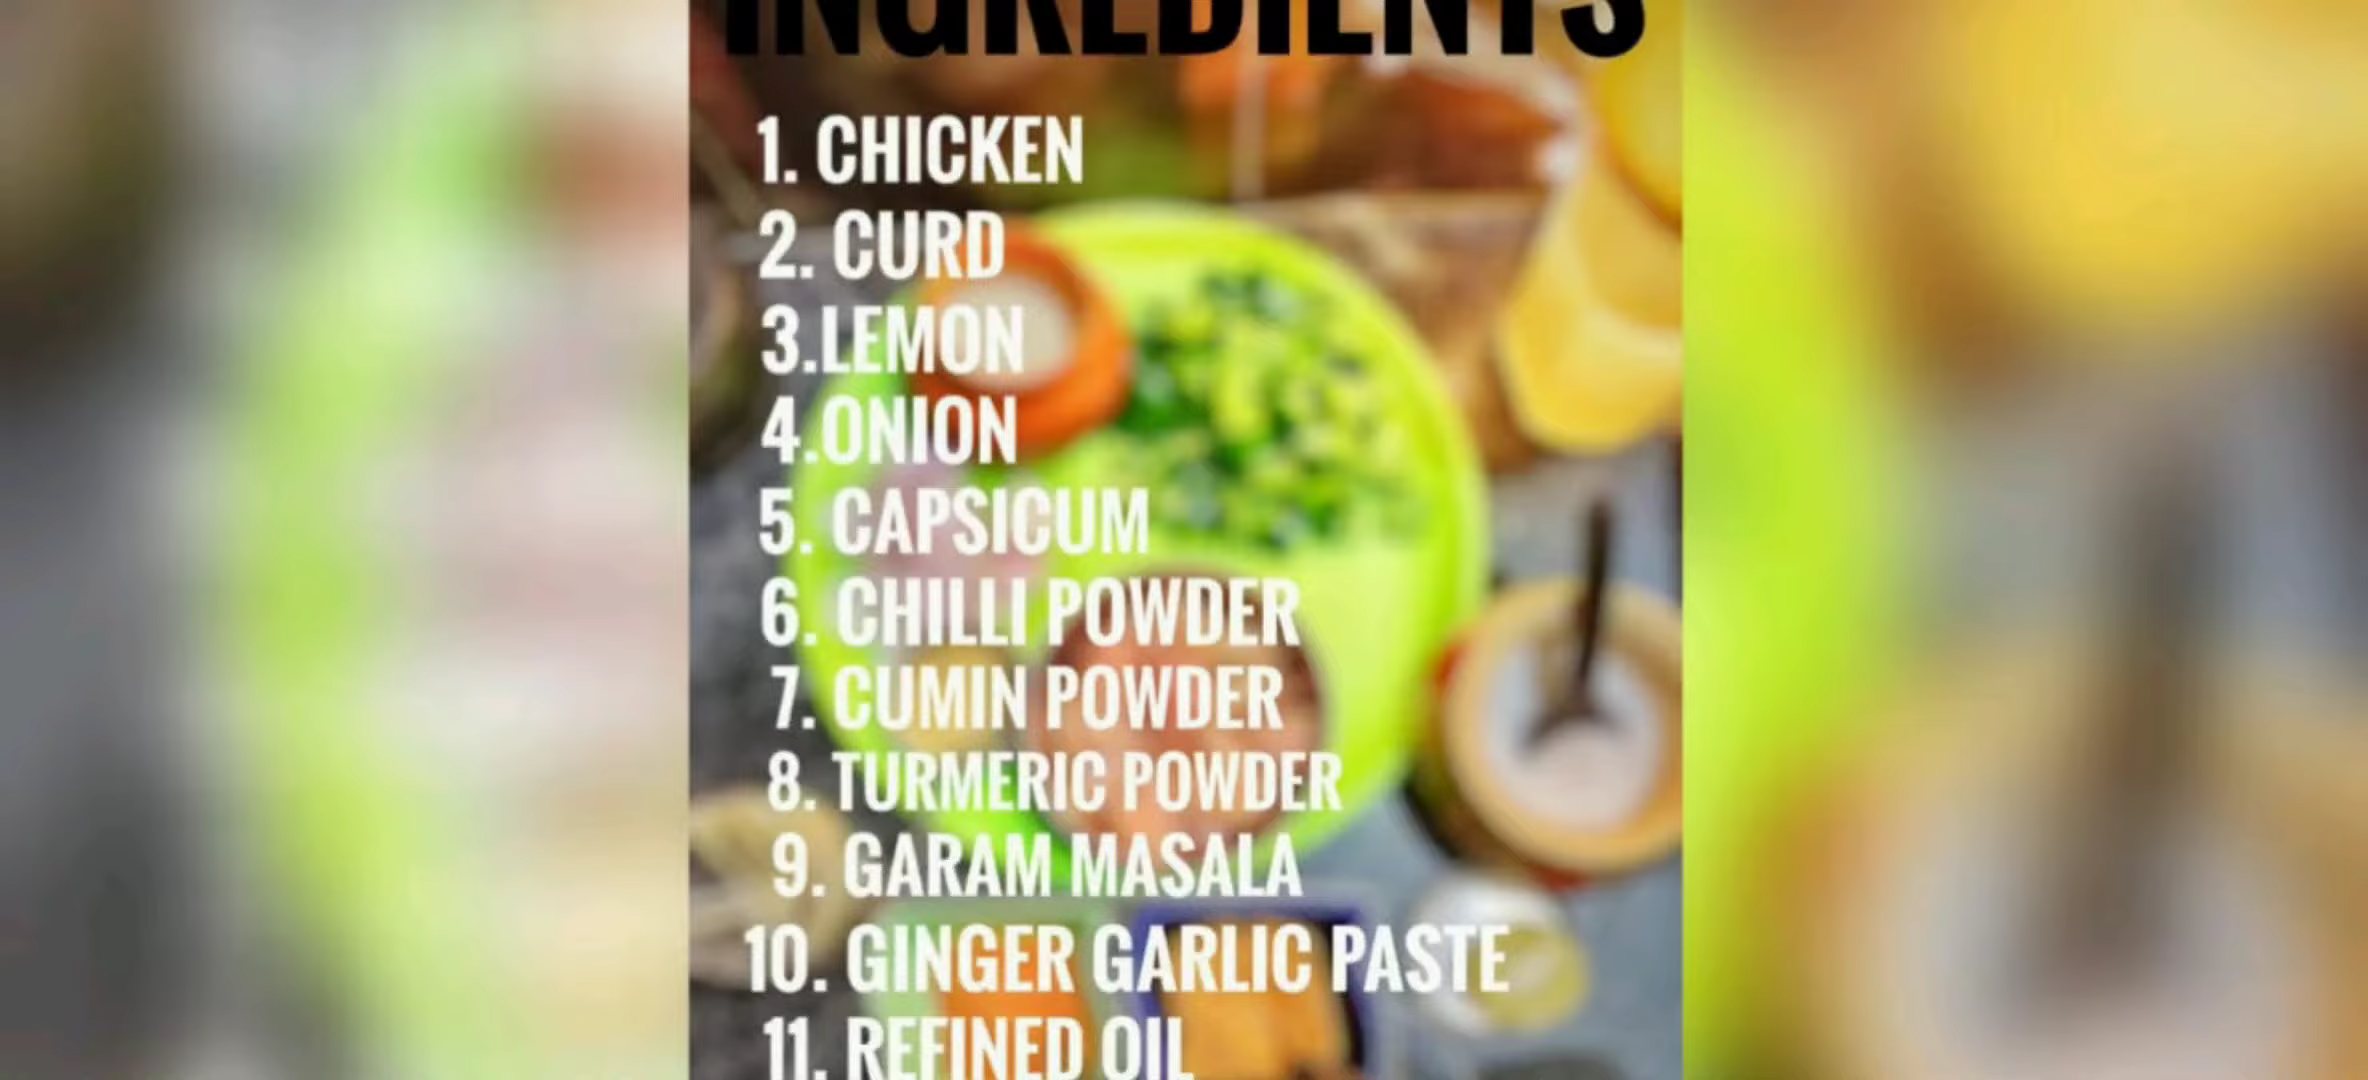 INGREDIENTS
1. CHICKEN
2. CURD
3.LEMON
4.ONION
5. CAPSICUM
6. CHILLI POWDER
7. CUMIN POWDER
8. TURMERIC POWDER
9. GARAM MASALA
10. GINGER GARLIC PASTE
11. REFINED OIL